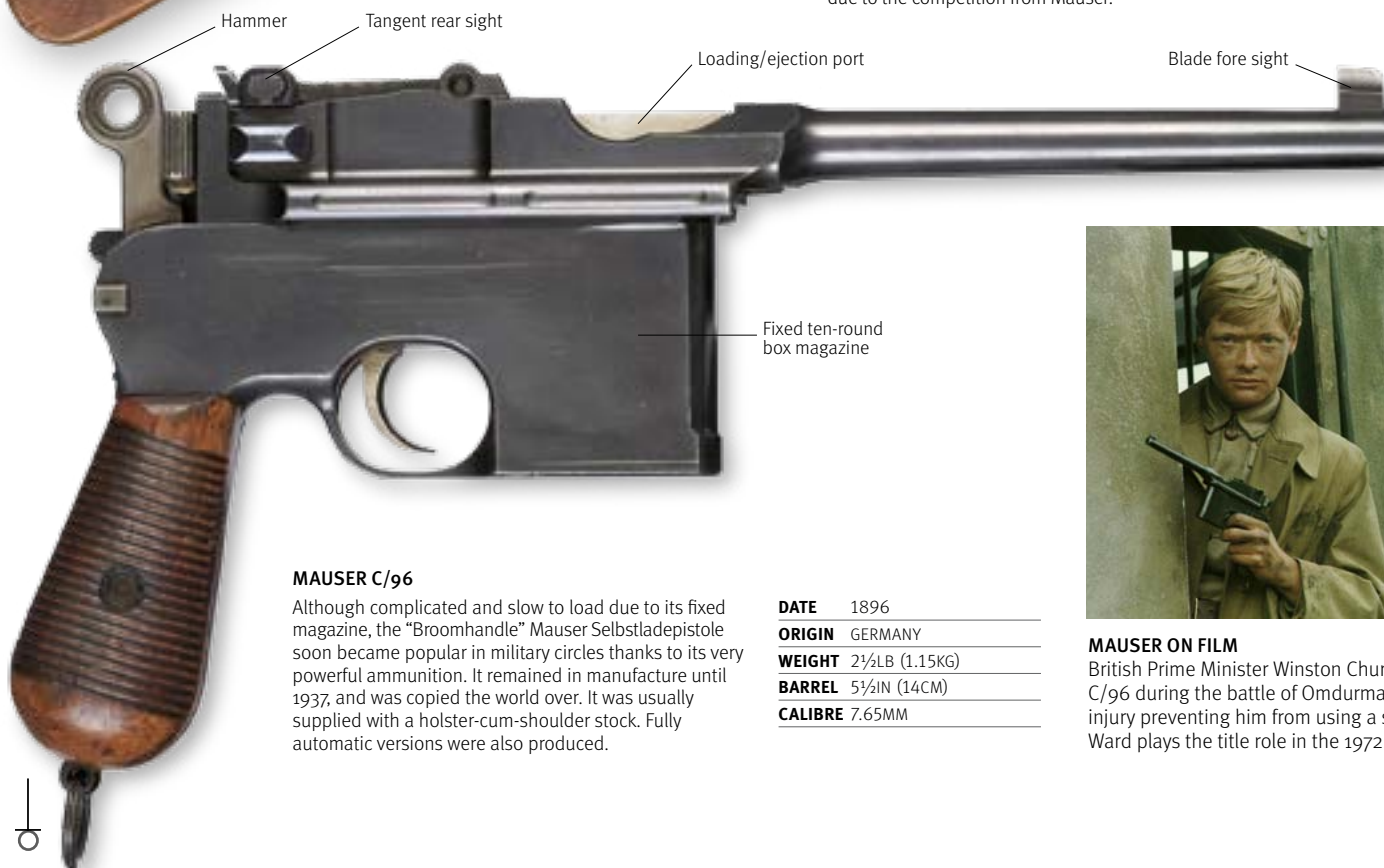 due to the competition from Mauser.
Hammer
Tangent rear sight
Loading/ejection port
Blade fore sight
Fixed ten-round
box magazine
MAUSER C/96
Although complicated and slow to load due to its fixed
magazine, the “Broomhandle” Mauser Selbstladepistole
soon became popular in military circles thanks to its very
powerful ammunition. It remained in manufacture until
1937, and was copied the world over. It was usually
supplied with a holster-cum-shoulder stock. Fully
automatic versions were also produced.
DATE 1896
ORIGIN GERMANY
WEIGHT 2½LB (1.15KG)
BARREL 5½IN (14CM)
CALIBRE 7.65MM
MAUSER ON FILM
British Prime Minister Winston Chur
C/96 during the battle of Omdurma
injury preventing him from using a s
Ward plays the title role in the 1972